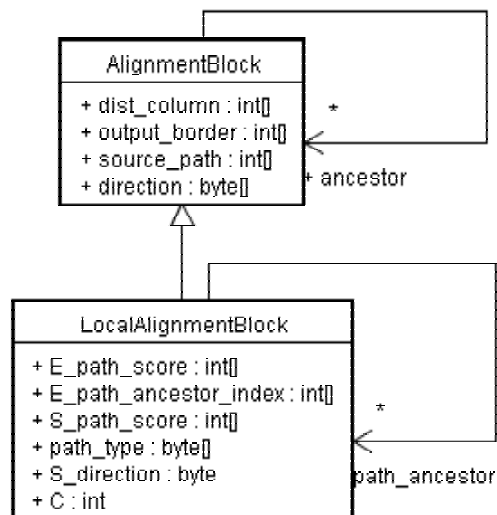 AlignmentBlock
+ dist_column : int[]
+ output_border : int[]
+ source_path : int[]
+ direction : byte[]
*
+ ancestor
LocalAlignmentBlock
+ E_path_score : int[]
+ E_path_ancestor_index : int[]
+ S_path_score : int[]
+ path_type : byte[]
+ S_direction : byte
+ C : int
*
path_ancestor